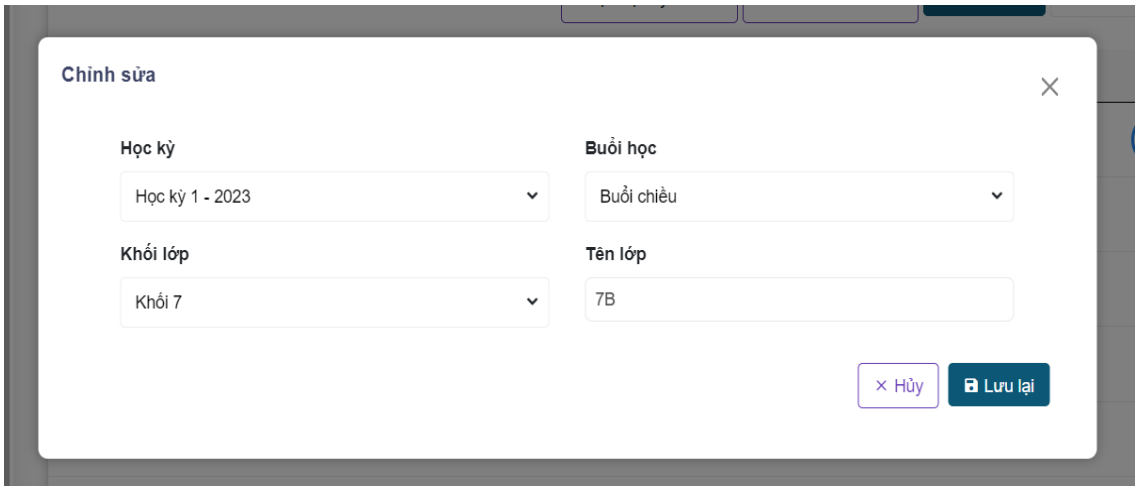 Chỉnh sửa
Học kỳ
Buổi học
Học kỳ 1 - 2023
Buổi chiều
Khối lớp
Tên lớp
Khối 7
7B
Hủy
Lưu lại